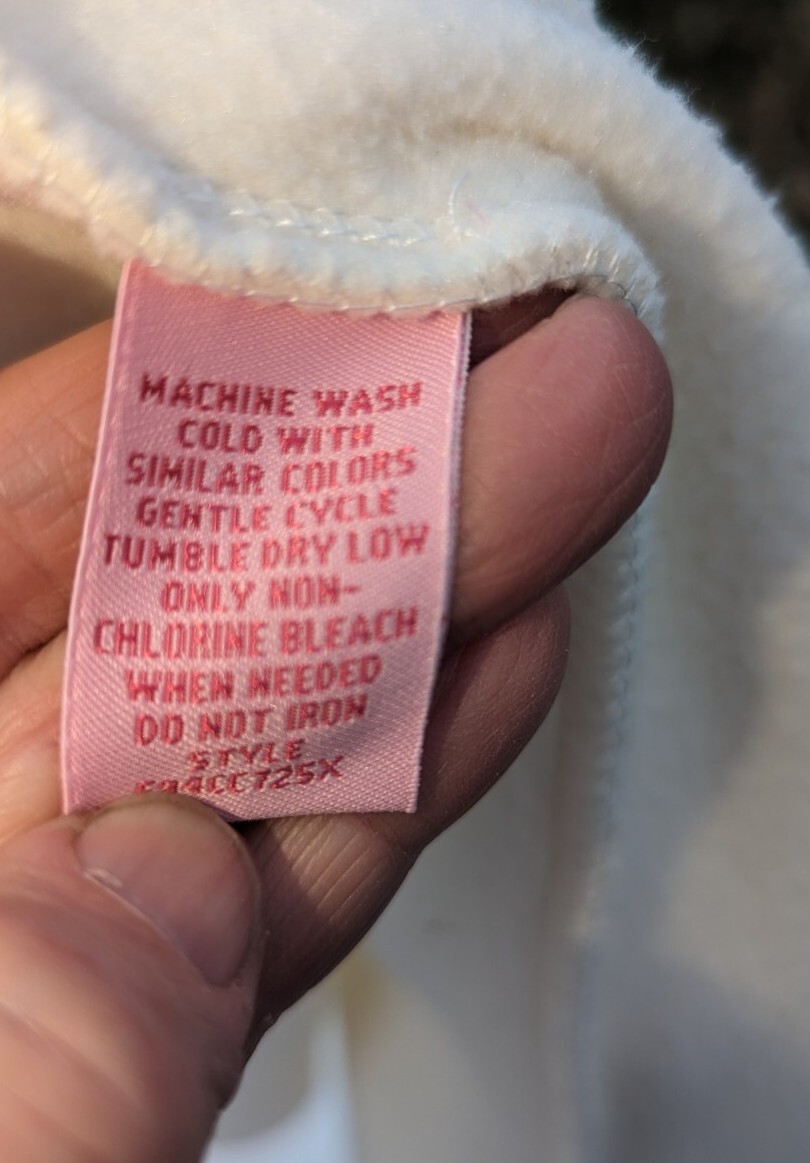 MACHINE WASH
COLD WITH
SIMILAR COLORS
GENTLE CYCLE
TUMBLE DRY LOW
ONLY NON-
CHLORINE BLEACH
WHEN NEEDED
DO NOT IRON
STYLE